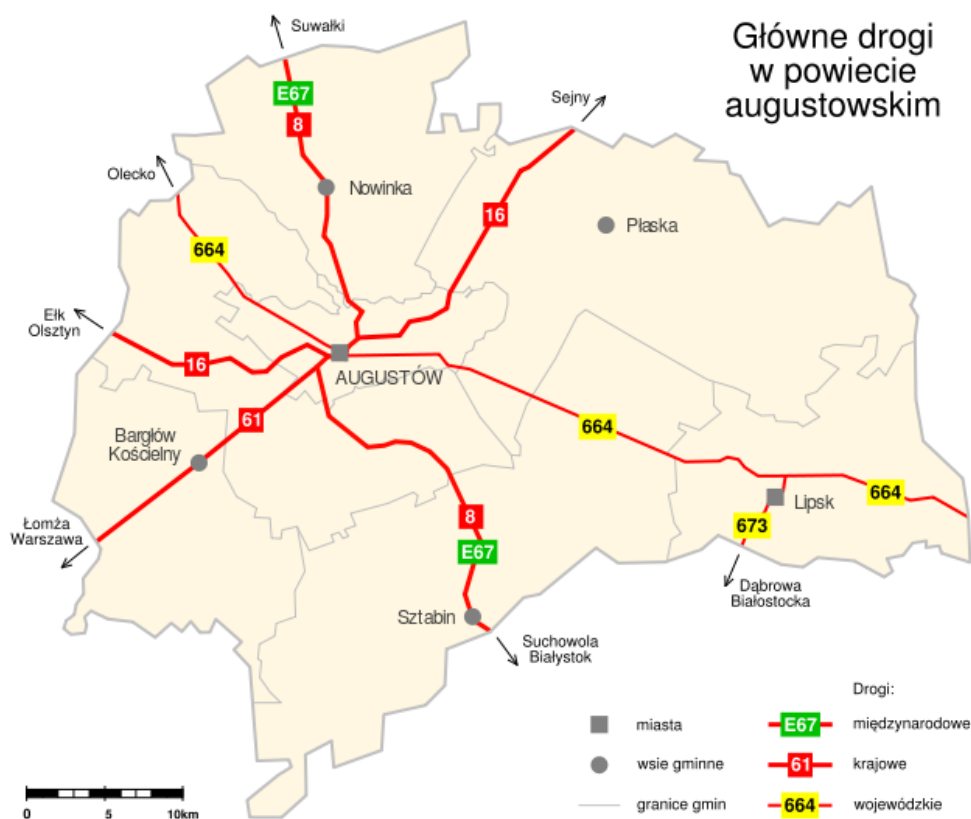 Główne drogi
w powiecie
augustowskim
Suwałki
E67
8
Sejny
Olecko
Nowinka
16
Płaska
664
Ełk
Olsztyn
16
AUGUSTÓW
61
664
Bargłów
Kościelny
664
Lipsk
Łomża
Warszawa
8
673
E67
Dąbrowa
Białostocka
Sztabin
Suchowola
Białystok
Drogi:
miasta
E67
międzynarodowe
wsie gminne
61
krajowe
granice gmin
664
wojewódzkie
0
5
10km